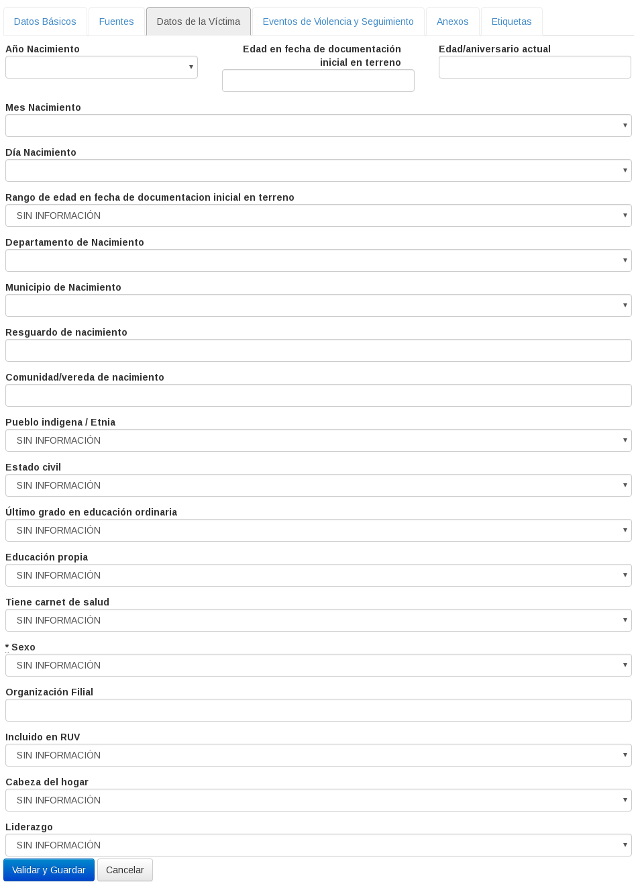 Datos Básicos Fuentes Datos de la Víctima Eventos de Violencia y Seguimiento Anexos Etiquetas
Año Nacimiento
Edad en fecha de documentación
inicial en terreno
Edad/aniversario actual
Mes Nacimiento
Día Nacimiento
Rango de edad en fecha de documentacion inicial en terreno
SIN INFORMACIÓN
Departamento de Nacimiento
Municipio de Nacimiento
Resguardo de nacimiento
Comunidad/vereda de nacimiento
Pueblo indigena / Etnia
SIN INFORMACIÓN
Estado civil
SIN INFORMACIÓN
Último grado en educación ordinaria
SIN INFORMACIÓN
Educación propia
SIN INFORMACIÓN
Tiene carnet de salud
SIN INFORMACIÓN
* Sexo
SIN INFORMACIÓN
Organización Filial
Incluido en RUV
SIN INFORMACIÓN
Cabeza del hogar
SIN INFORMACIÓN
Liderazgo
SIN INFORMACIÓN
Validar y Guardar Cancelar